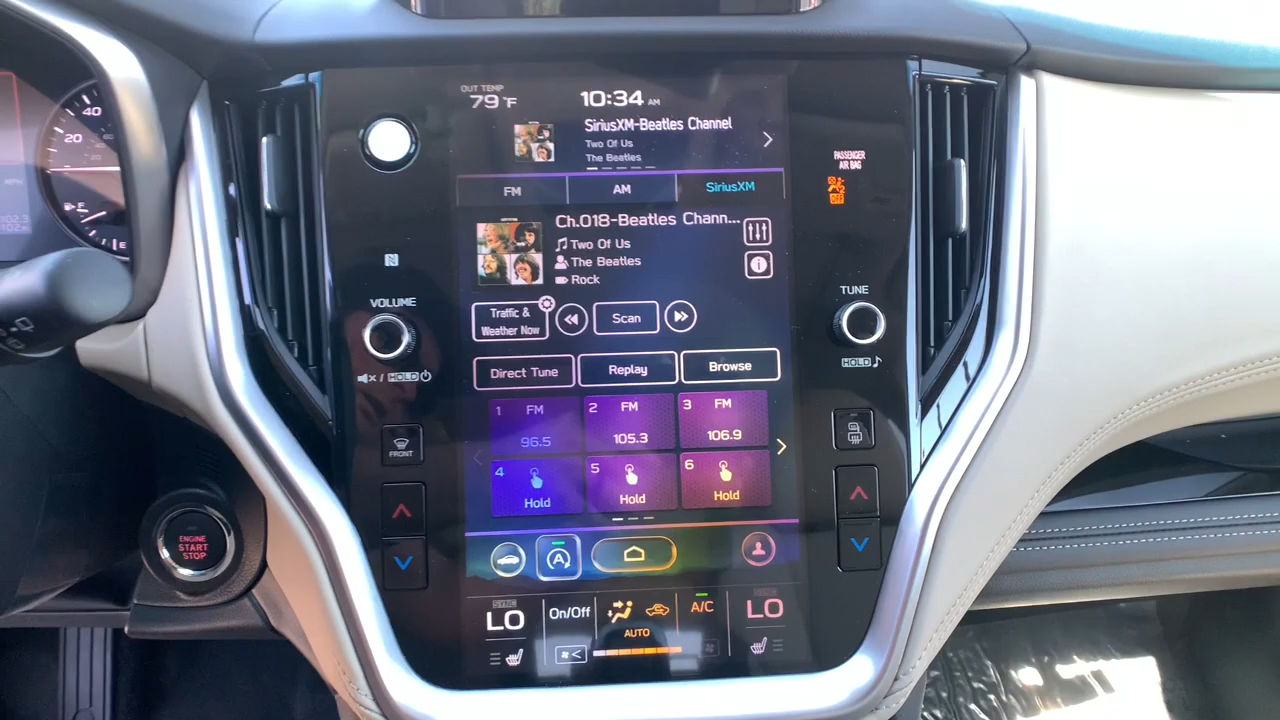 OUT TEMP
79 °F
10:34 AM
SiriusXM-Beatles Channel
Two Of Us
The Beatles
FM
AM
SiriusXM
Ch.018-Beatles Chann...
Two Of Us
The Beatles
Rock
Traffic &
Weather Now
Scan
Direct Tune
Replay
Browse
1 FM
96.5
2 FM
105.3
3 FM
106.9
4
Hold
5
Hold
6
Hold
A
SYNC
LO
On/Off
AUTO
A/C
LO
VOLUME
/ HOLD
FRONT
ENGINE
START
STOP
PASSENGER
AIR BAG
OFF
TUNE
HOLD
40
20
MPH
F
E